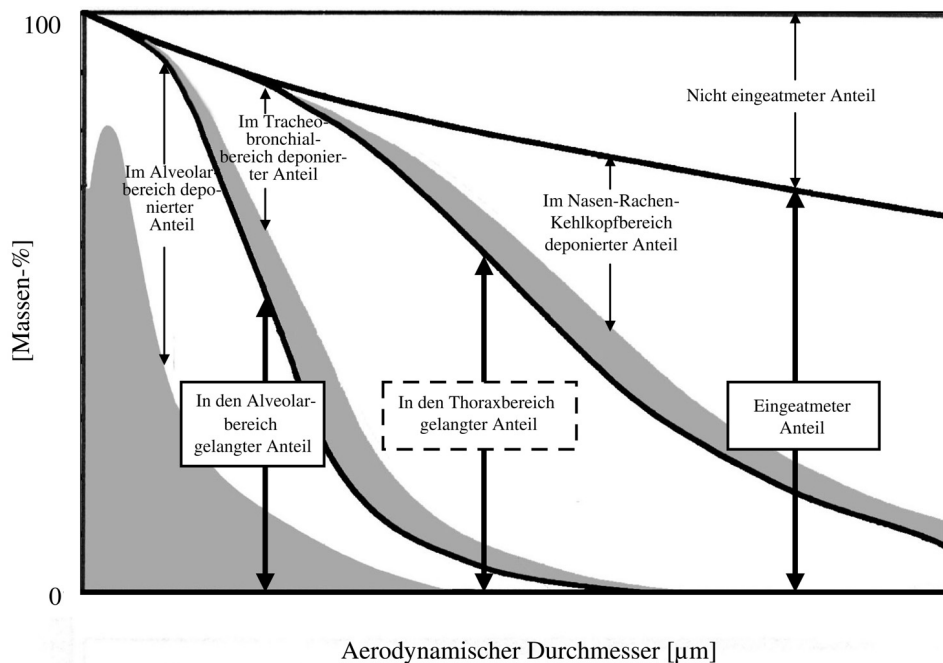 100
Nicht eingeatmeter Anteil
Im Tracheo-
bronchial-
bereich deponier-
ter Anteil
Im Alveolar-
bereich depo-
nierter
Anteil
Im Nasen-Rachen-
Kehlkopfbereich
deponierter Anteil
[Massen-%]
In den Alveolar-
bereich
gelangter Anteil
In den Thoraxbereich
gelangter Anteil
Eingeatmeter
Anteil
0
Aerodynamischer Durchmesser [µm]